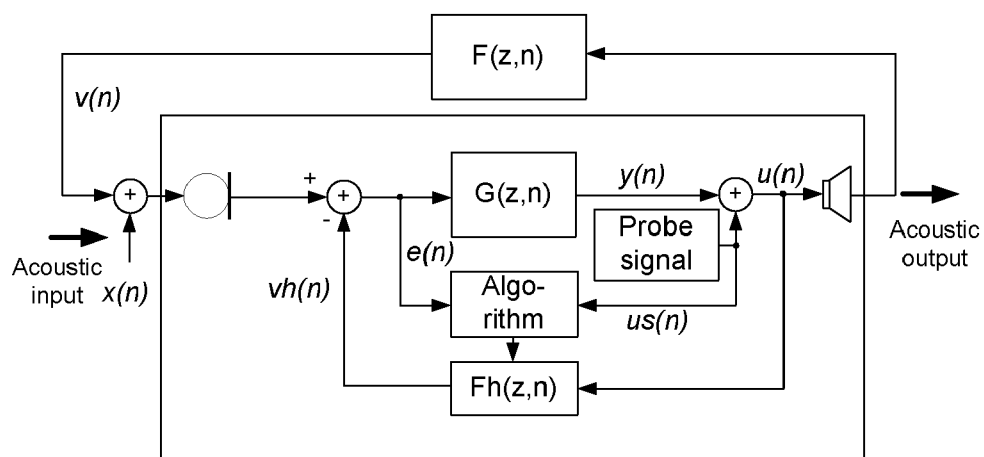 F(z,n)
v(n)
+
Acoustic
input
x(n)
+
-
+
G(z,n)
y(n)
+
u(n)
Acoustic
output
Probe
signal
e(n)
vh(n)
Algo-
rithm
us(n)
Fh(z,n)